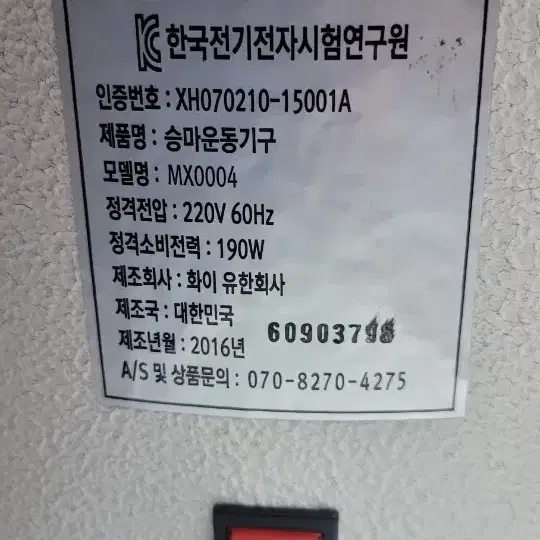 KC 한국전기전자시험연구원
인증번호 : XH070210-15001A
제품명 : 승마운동기구
모델명 : MX0004
정격전압 : 220V 60Hz
정격소비전력 : 190W
제조회사 : 화이 유한회사
제조국 : 대한민국
제조년월 : 2016년 60903798
A/S 및 상품문의 : 070-8270-4275